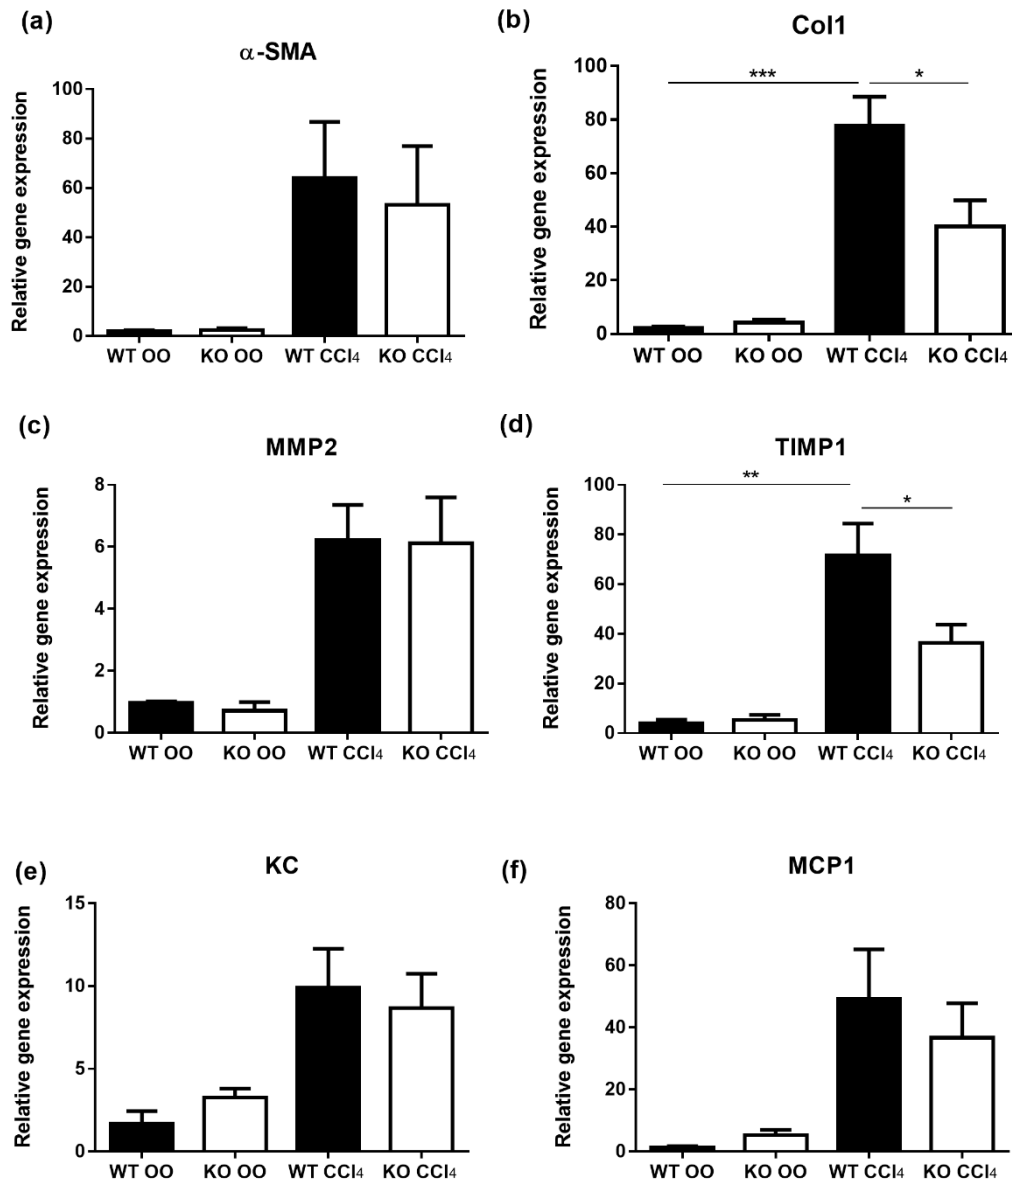 (a)
α-SMA
Relative gene expression
100
80
60
40
20
0
WT OO KO OO WT CCl4 KO CCl4
(b)
Col1
Relative gene expression
100
80
60
40
20
0
*** *
WT OO KO OO WT CCl4 KO CCl4
(c)
MMP2
Relative gene expression
8
6
4
2
0
WT OO KO OO WT CCl4 KO CCl4
(d)
TIMP1
Relative gene expression
100
80
60
40
20
0
**
*
WT OO KO OO WT CCl4 KO CCl4
(e)
KC
Relative gene expression
15
10
5
0
WT OO KO OO WT CCl4 KO CCl4
(f)
MCP1
Relative gene expression
80
60
40
20
0
WT OO KO OO WT CCl4 KO CCl4